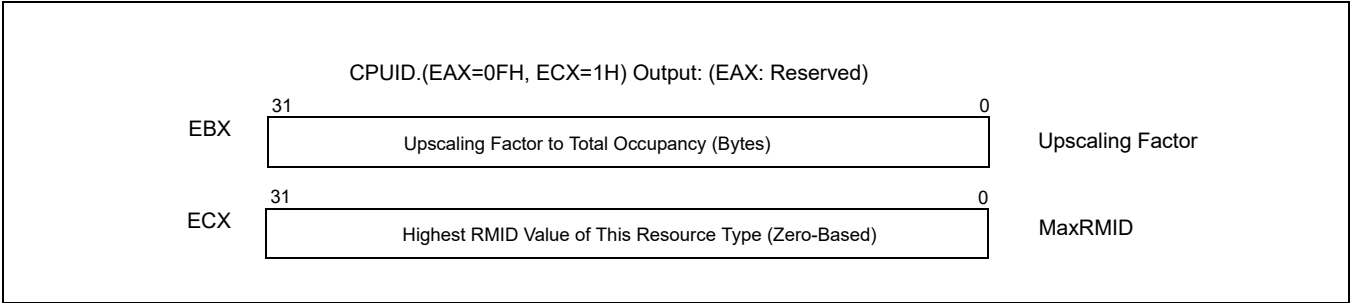 CPUID.(EAX=0FH, ECX=1H) Output: (EAX: Reserved)
31 0
EBX Upscaling Factor to Total Occupancy (Bytes) Upscaling Factor
31 0
ECX Highest RMID Value of This Resource Type (Zero-Based) MaxRMID